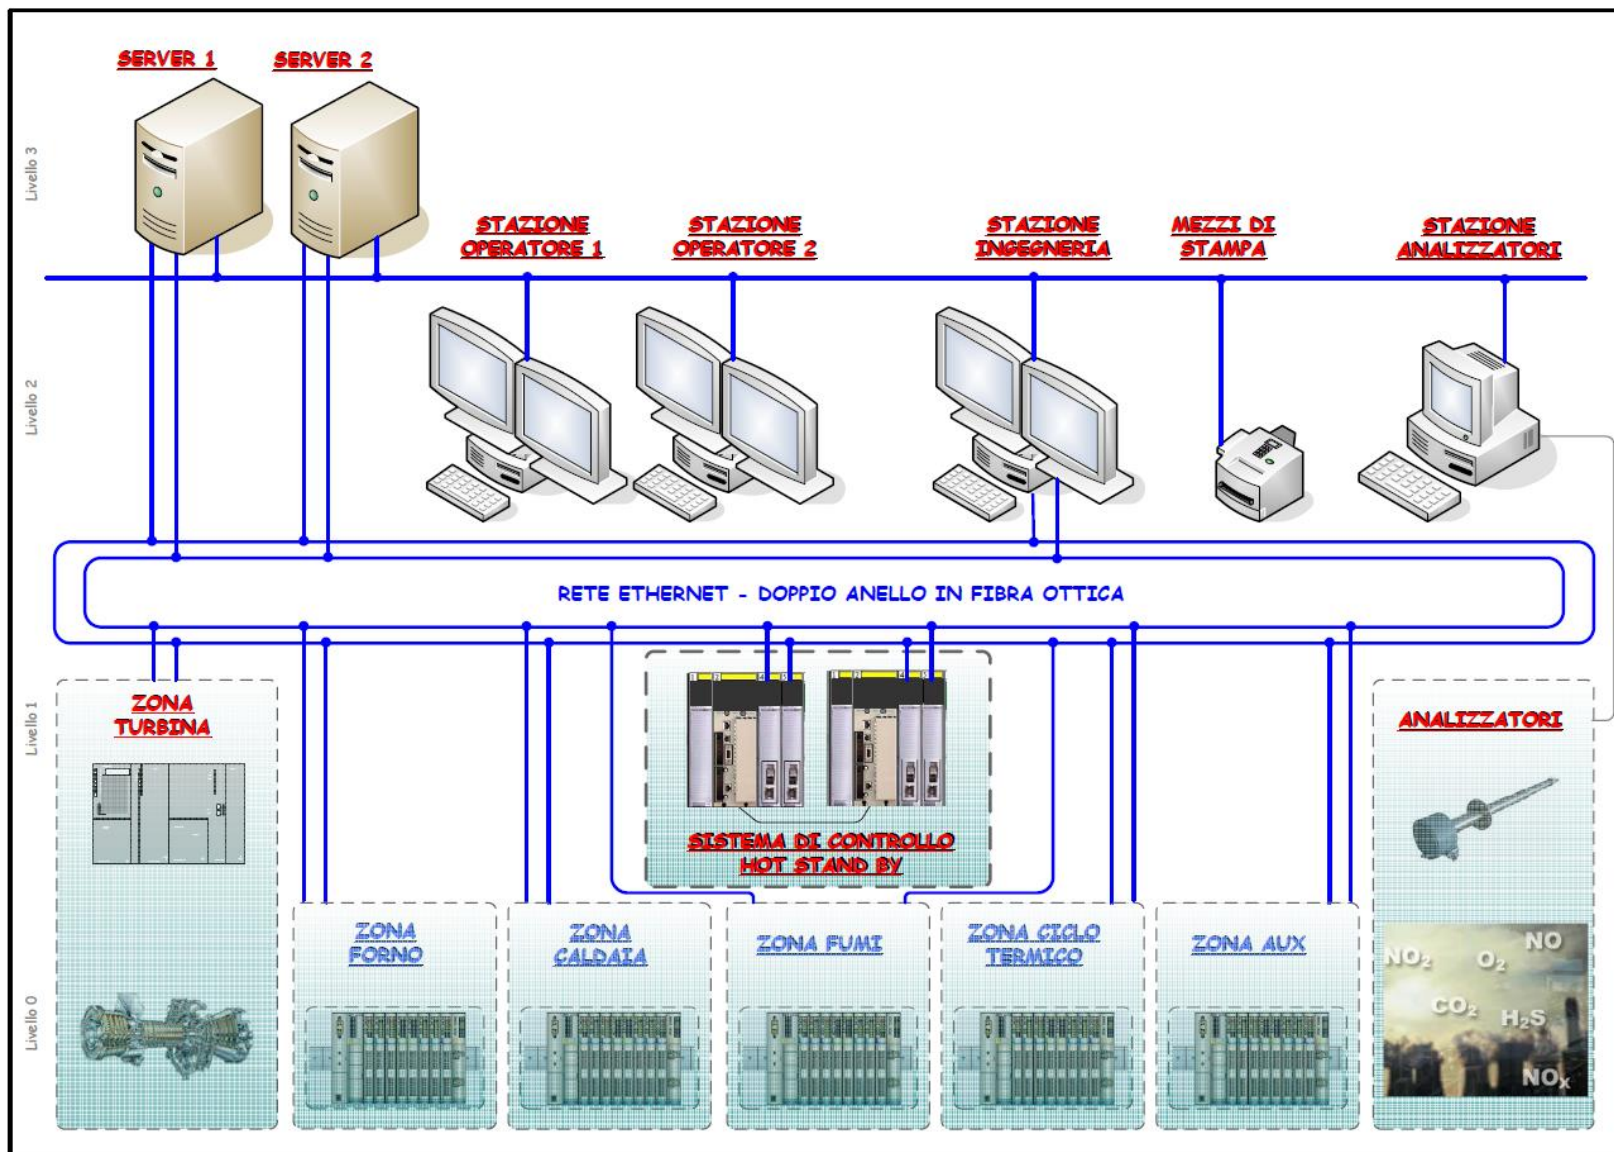 SERVER 1
SERVER 2
Livello 3
STAZIONE
OPERATORE 1
STAZIONE
OPERATORE 2
STAZIONE
INGEGNERIA
MEZZI DI
STAMPA
STAZIONE
ANALIZZATORI
Livello 2
RETE ETHERNET - DOPPIO ANELLO IN FIBRA OTTICA
Livello 1
ZONA
TURBINA
SISTEMA DI CONTROLLO
HOT STAND BY
ANALIZZATORI
Livello 0
ZONA
FORNO
ZONA
CALDAIA
ZONA FUMI
ZONA CICLO
TERMICO
ZONA AUX
NO₂
O₂
NO
CO₂
H₂S
NOₓ